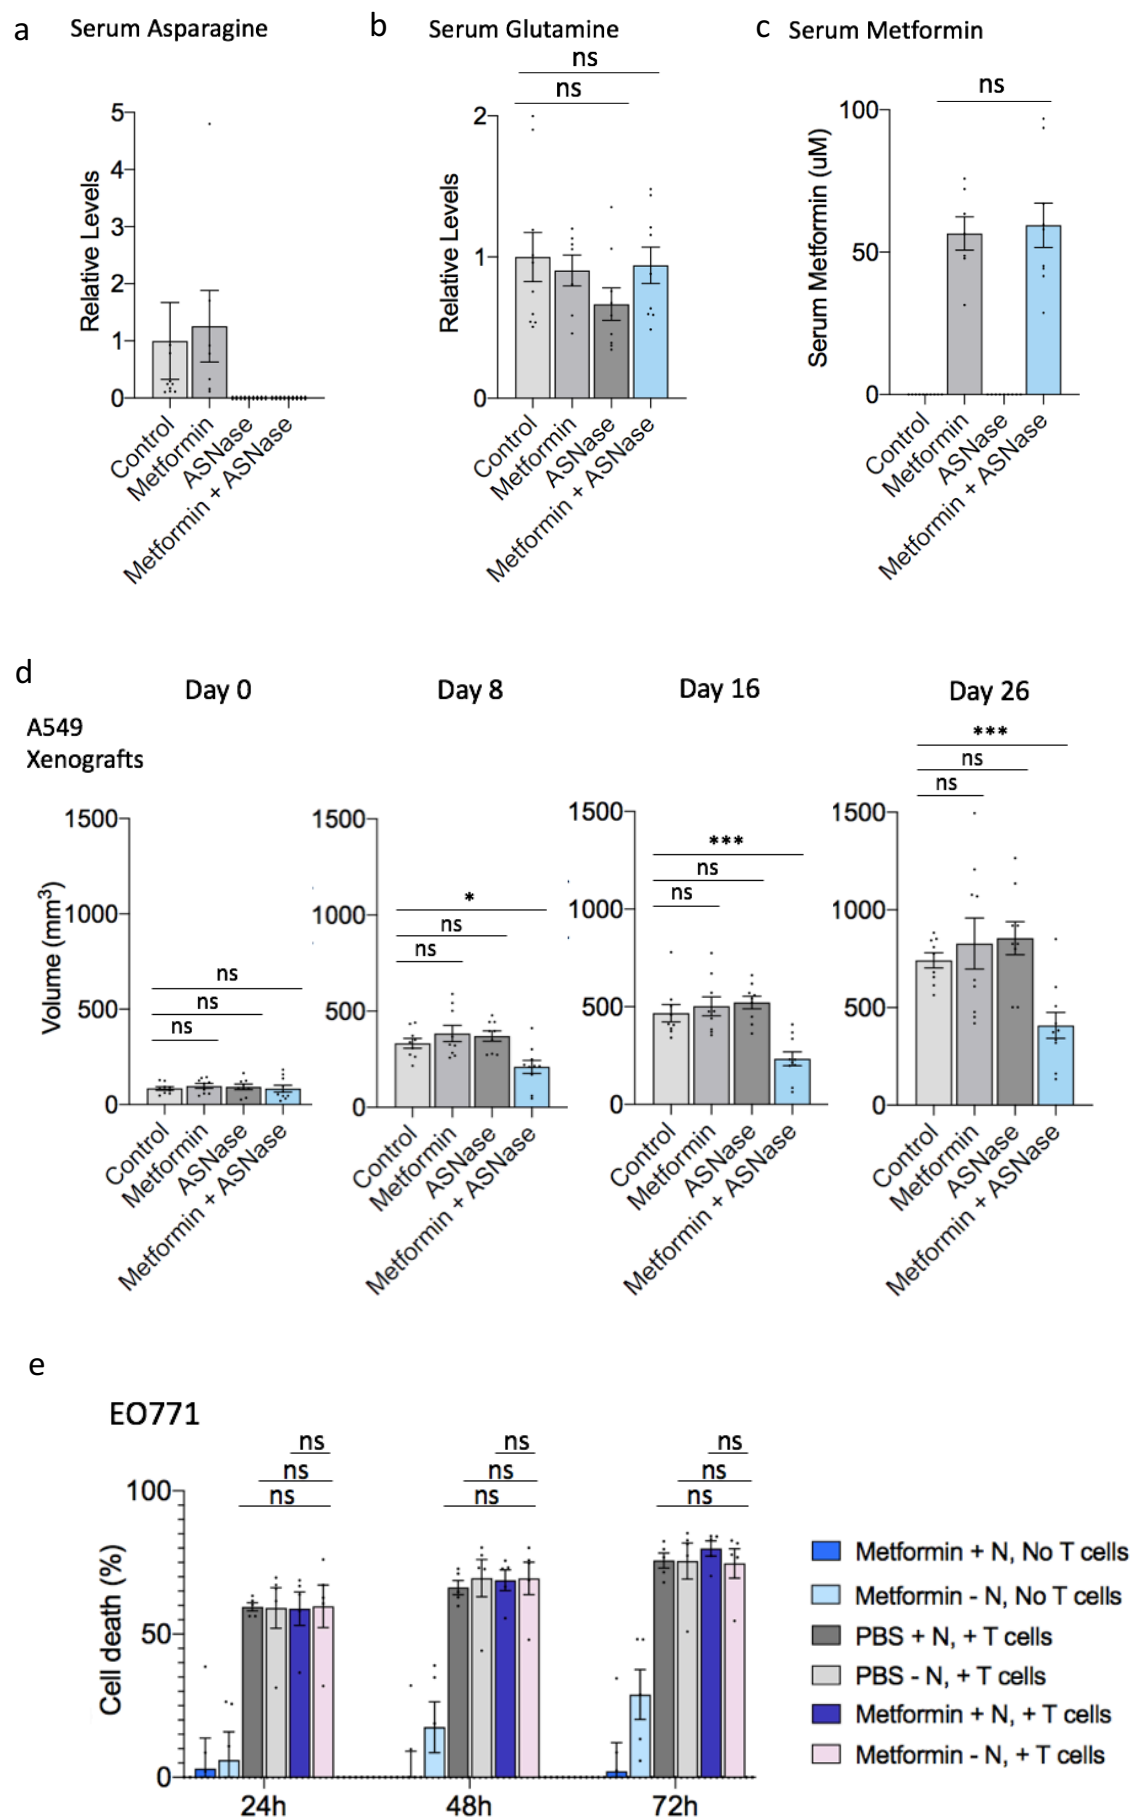 a Serum Asparagine
5
4
3
2
1
0
Relative Levels
Control
Metformin
ASNase
Metformin + ASNase
b Serum Glutamine
ns
ns
2
1
0
Relative Levels
Control
Metformin
ASNase
Metformin + ASNase
c Serum Metformin
ns
100
50
0
Serum Metformin (uM)
Control
Metformin
ASNase
Metformin + ASNase
d
A549
Xenografts
Day 0
ns
ns
ns
1500
1000
500
0
Volume (mm³)
Control
Metformin
ASNase
Metformin + ASNase
Day 8
*
ns
ns
1500
1000
500
0
Control
Metformin
ASNase
Metformin + ASNase
Day 16
***
ns
ns
1500
1000
500
0
Control
Metformin
ASNase
Metformin + ASNase
Day 26
***
ns
ns
1500
1000
500
0
Control
Metformin
ASNase
Metformin + ASNase
e
EO771
ns ns ns
ns ns ns
ns ns ns
100
50
0
Cell death (%)
24h 48h 72h
Metformin + N, No T cells
Metformin - N, No T cells
PBS + N, + T cells
PBS - N, + T cells
Metformin + N, + T cells
Metformin - N, + T cells